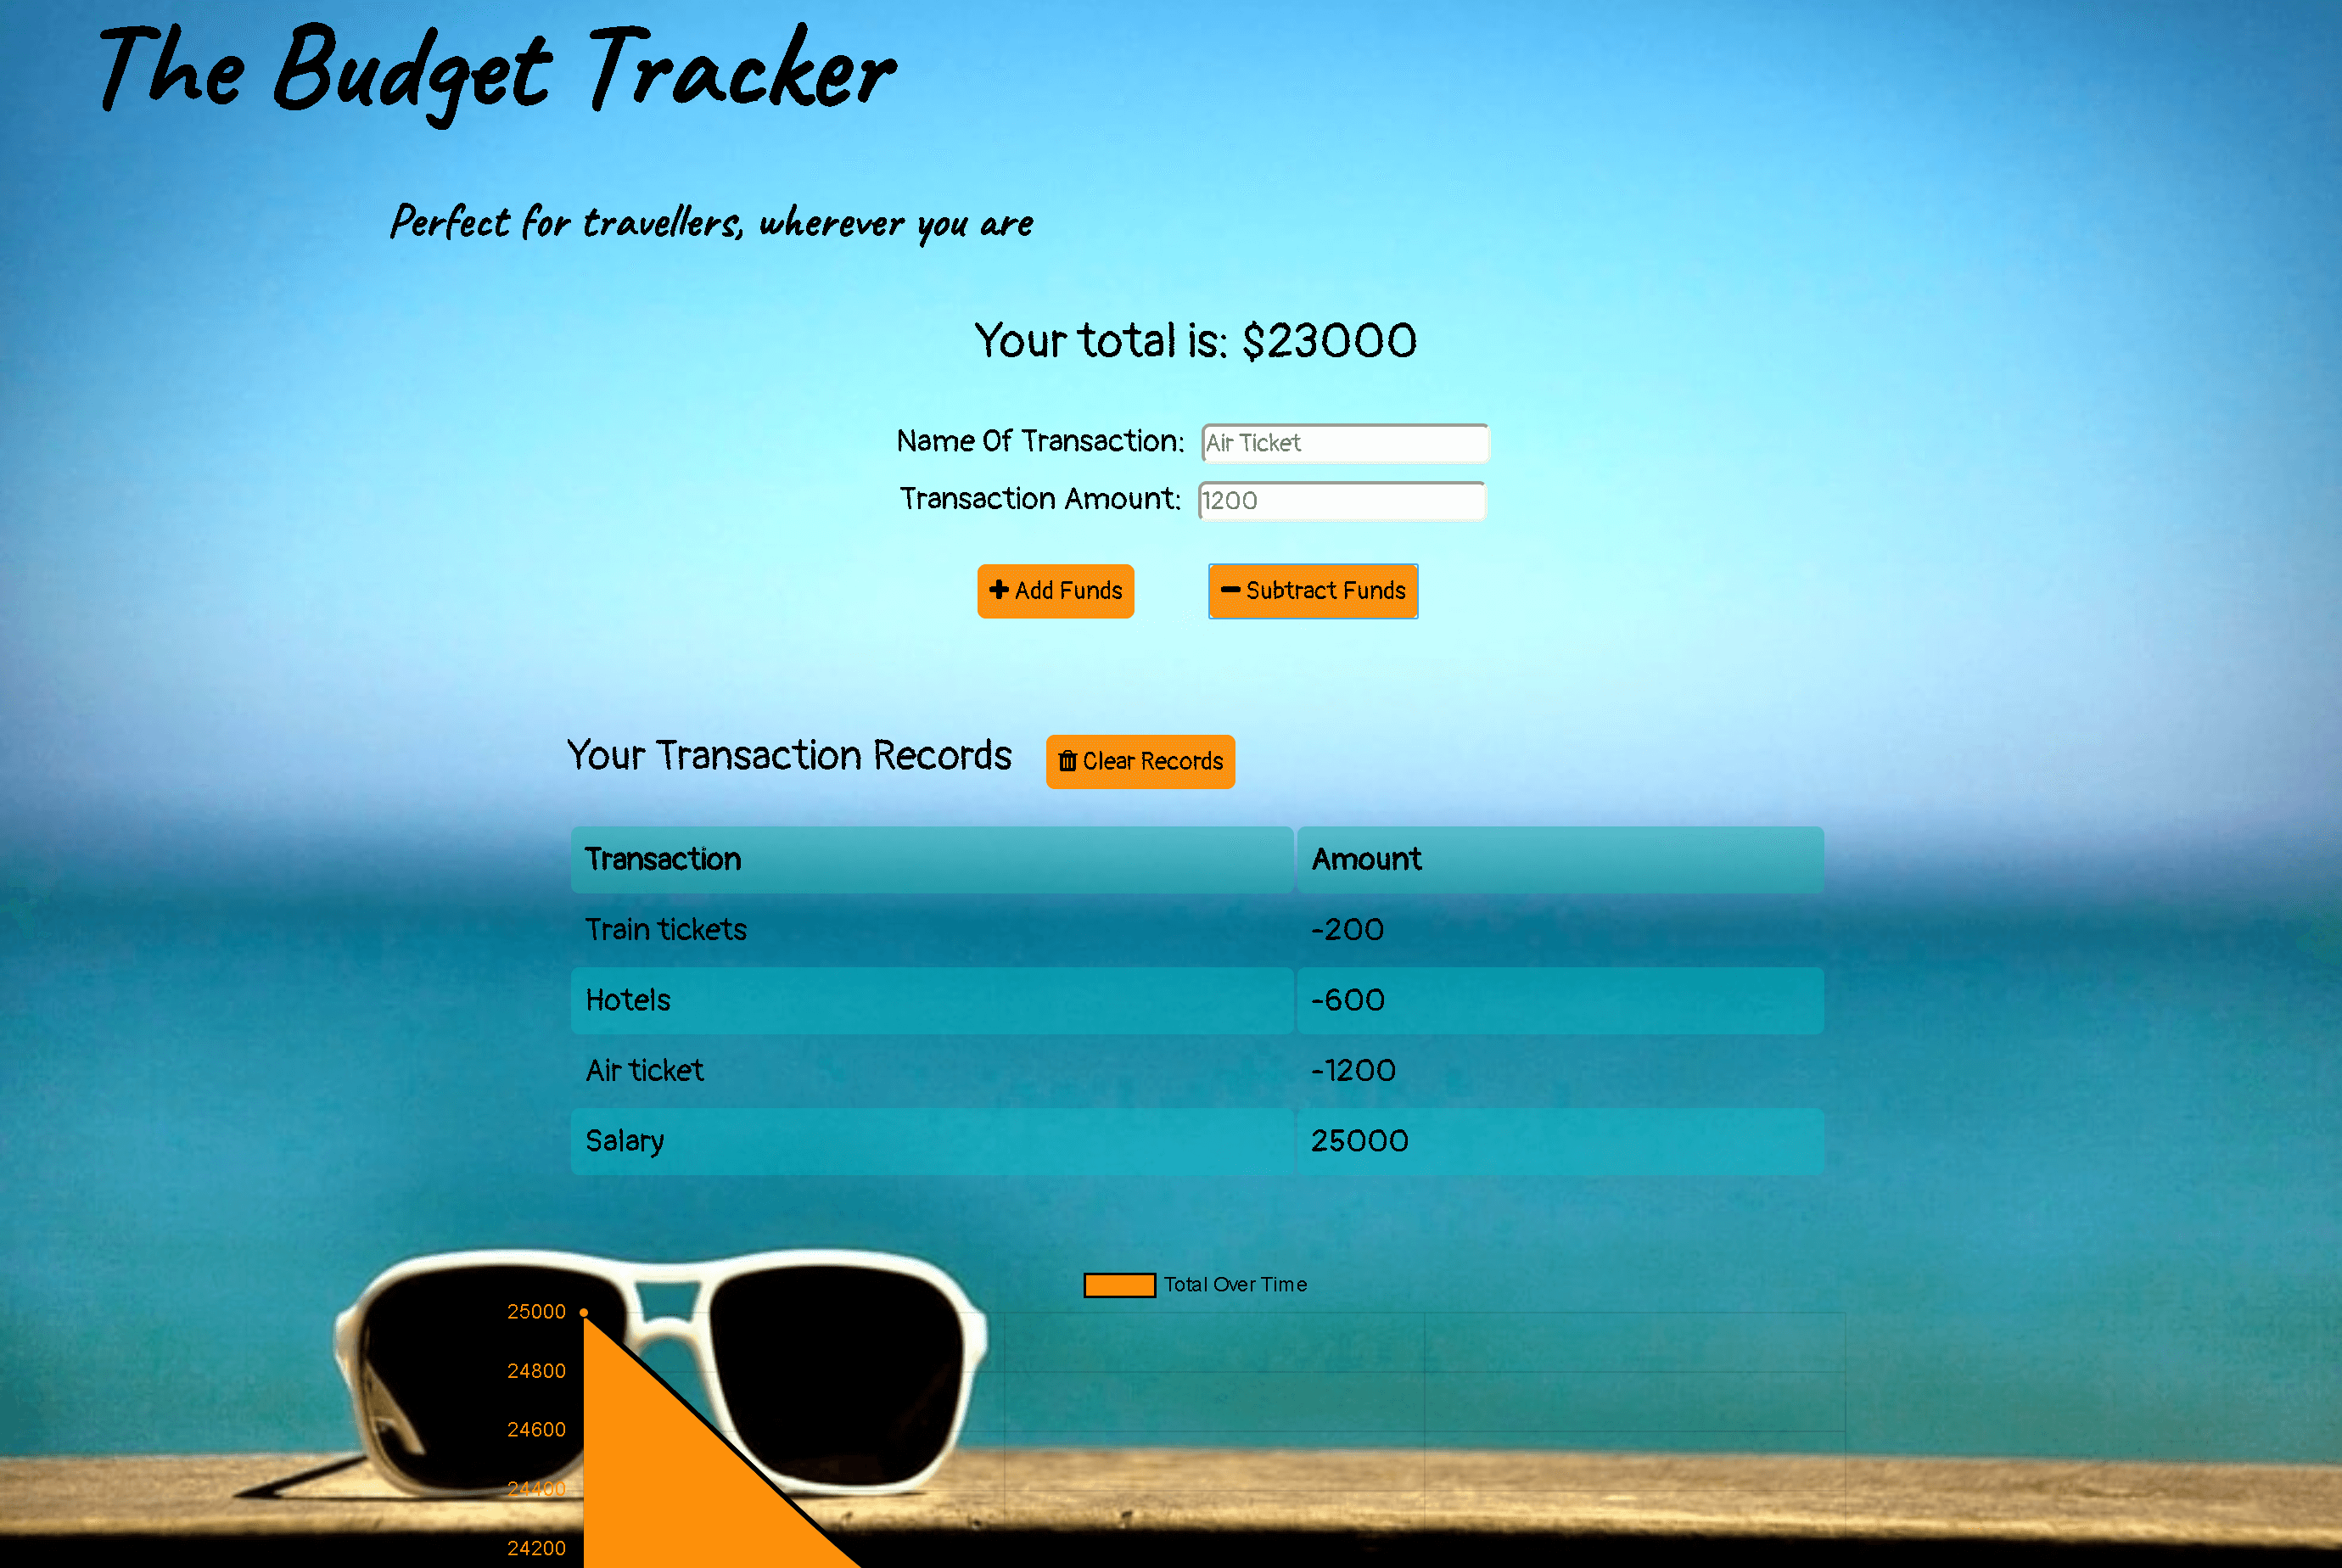 The Budget Tracker
Perfect for travellers, wherever you are
Your total is: $23000
Name Of Transaction: Air Ticket
Transaction Amount: 1200
Add Funds Subtract Funds
Your Transaction Records Clear Records
Transaction Amount
Train tickets -200
Hotels -600
Air ticket -1200
Salary 25000
Total Over Time
25000
24800
24600
24400
24200